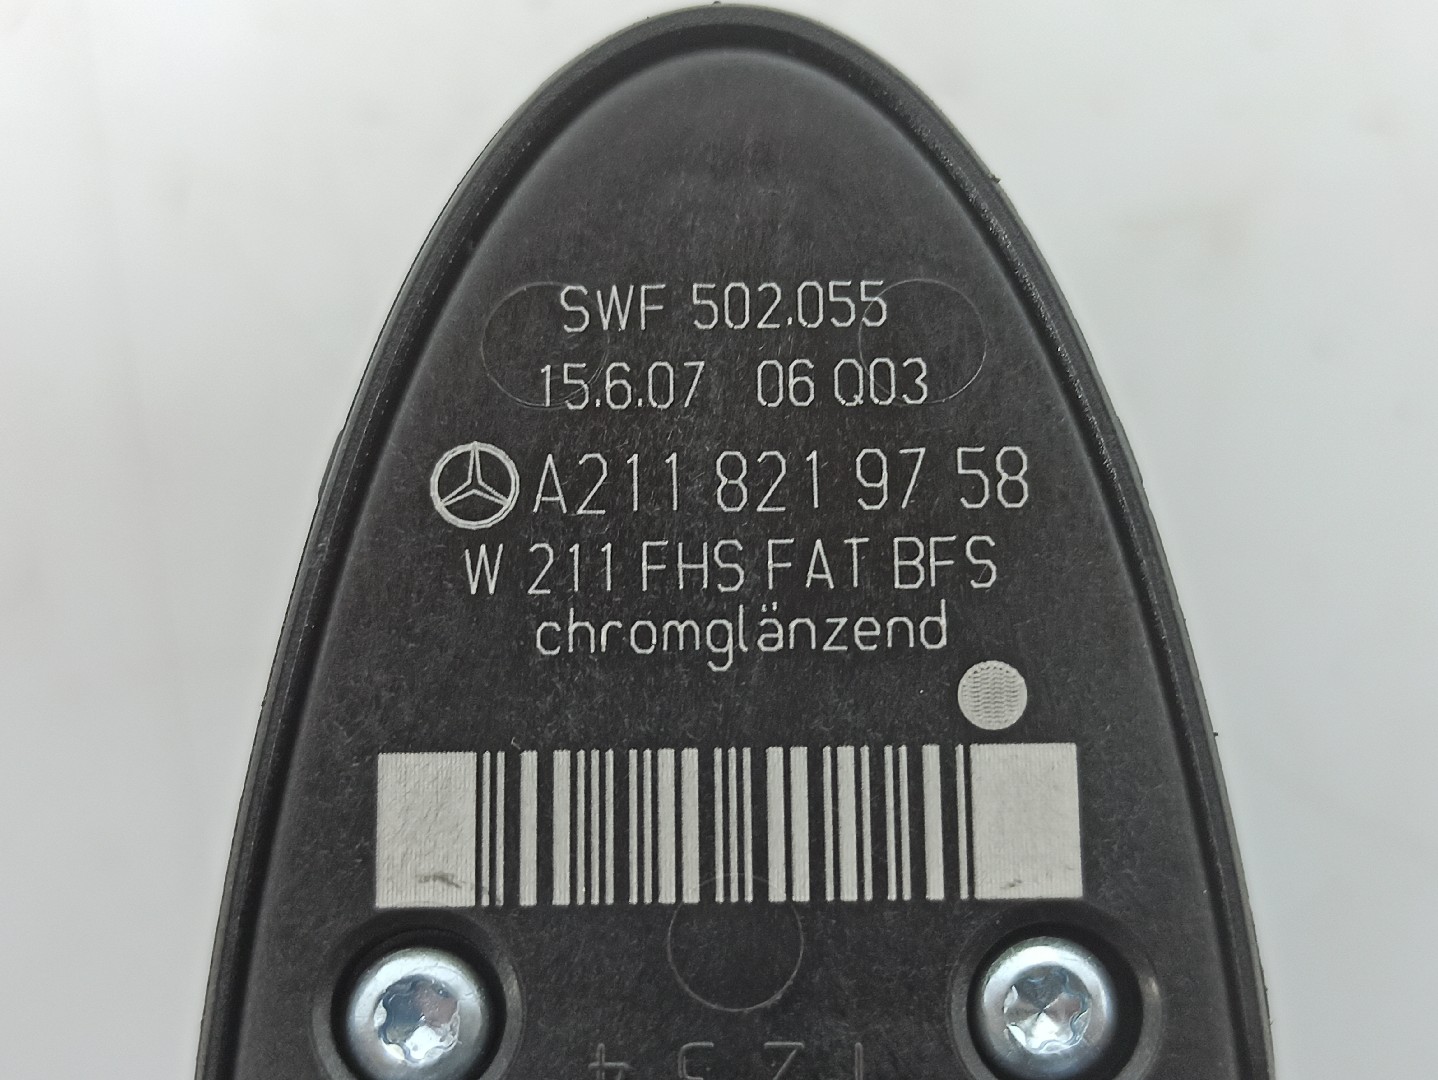 SWF 502.055
15.6.07 06 Q03
A211 821 97 58
W 211 FHS FAT BFS
chromglänzend